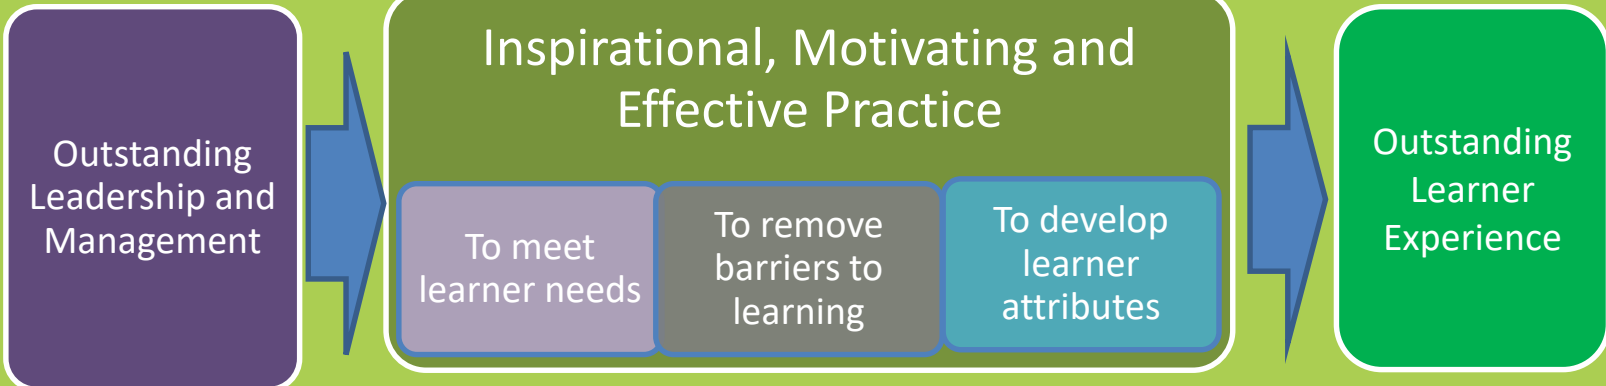 Outstanding
Leadership and
Management
Inspirational, Motivating and
Effective Practice
To meet
learner needs
To remove
barriers to
learning
To develop
learner
attributes
Outstanding
Learner
Experience